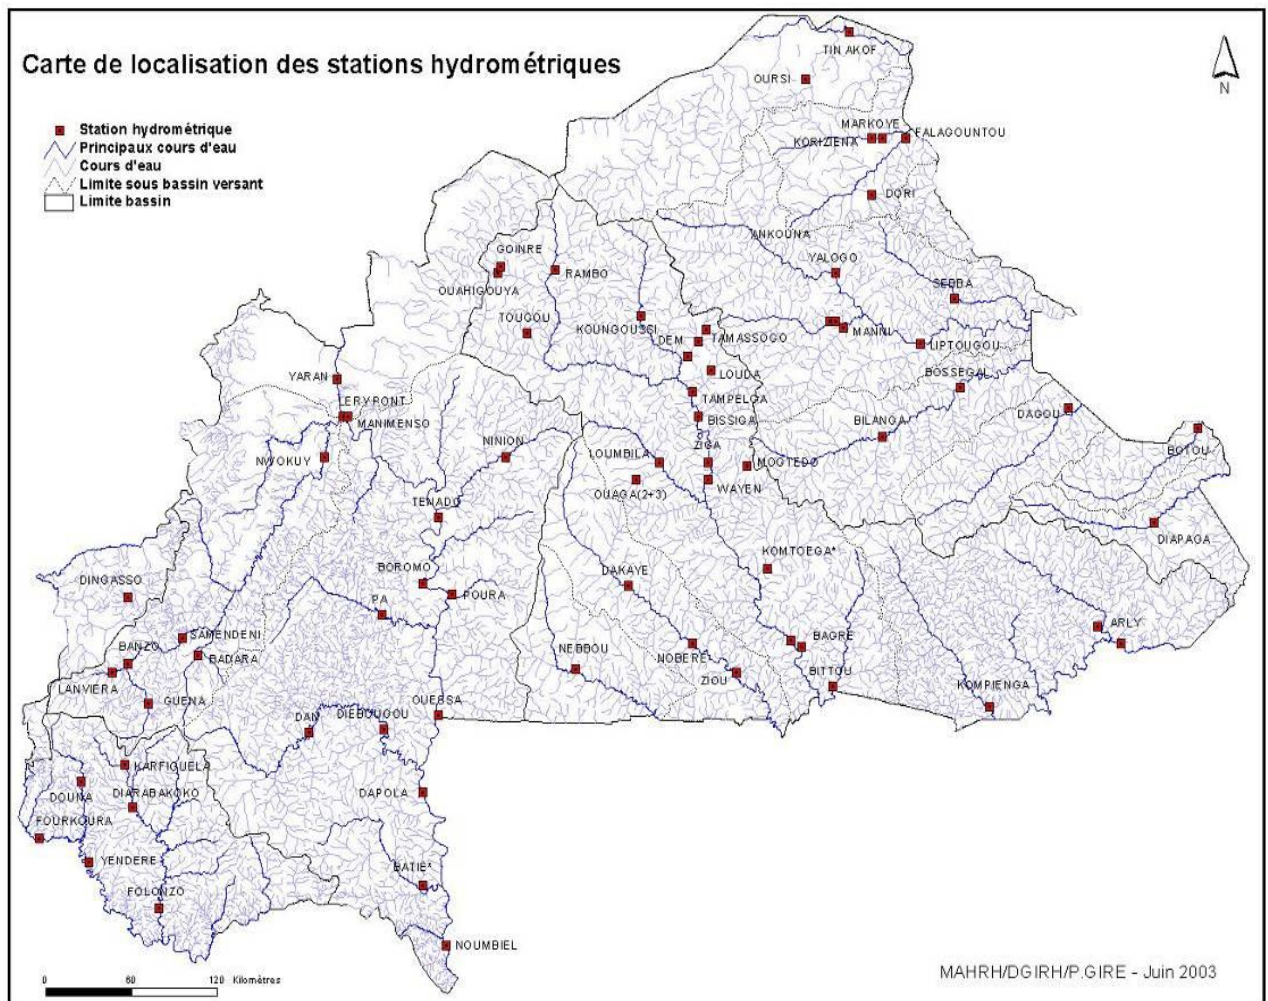 Carte de localisation des stations hydrométriques
N
Station hydrométrique
Principaux cours d'eau
Cours d'eau
Limite sous bassin versant
Limite bassin
TIN AKOF
OURSI
MARKOYE
FALAGOUNTOU
KORIZIENA
DORI
YALOGO
SEBBA
GOINRE
RAMBO
OUAHIGOUYA
TOUGOU
KOUNGOUSSI
DEM
TAMASSOGO
MANNI
LIPTOUGOU
LOUDA
BOSSEGAL
YARAN
TAMPELGA
LERYPONT
MANIMENSO
BISSIGA
BILANGA
DAGOU
NINION
ZIGA
BOTOU
NWOKUY
LOUMBILA
MOGTEDO
OUAGA(2+3)
WAYEN
TENADO
DIAPAGA
KOMTOEGA*
BOROMO
DAKAYE
DINGASSO
PA
POURA
ARLY
SAMENDENI
BAGRE
BANZO
BADARA
NEBBOU
NOBERE
BITTOU
ZIOU
LANVIERA
GUENA
KOMPIENGA
OUESSA
DAN
DIEBOUGOU
KARFIGUELA
DOUNA
DIARABAKOKO
DAPOLA
FOURKOURA
YENDERE
BATIE*
FOLONZO
NOUMBIEL
0 60 120 Kilomètres
MAHRH/DGIRH/P.GIRE - Juin 2003